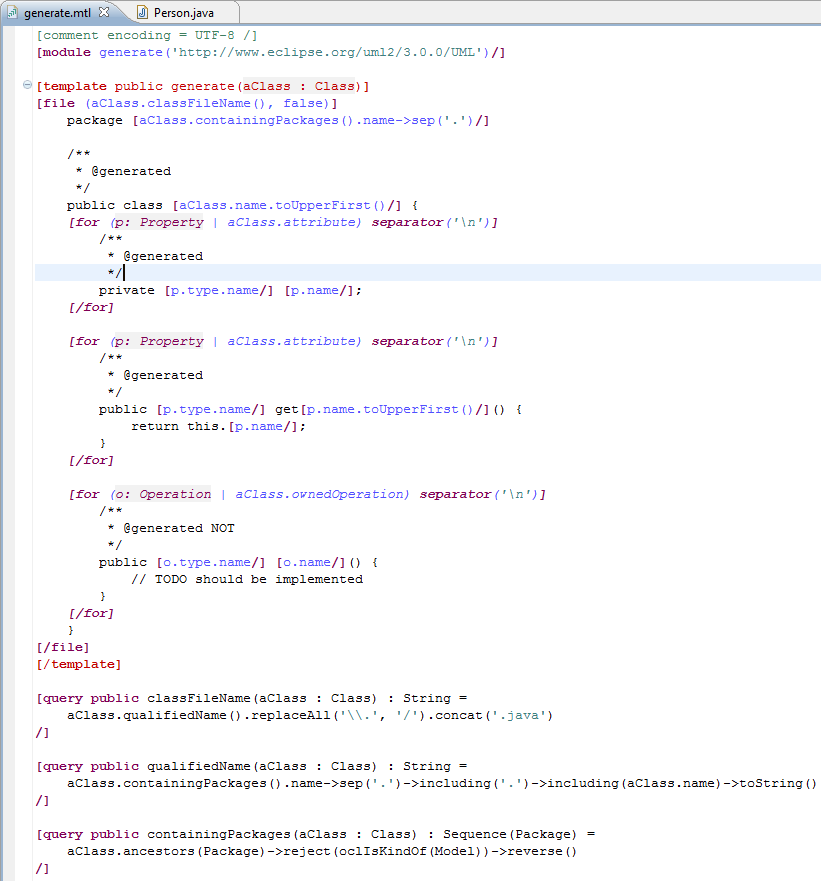 generate.mtl Person.java
[comment encoding = UTF-8 /]
[module generate('http://www.eclipse.org/uml2/3.0.0/UML')/]

[template public generate(aClass : Class)]
[file (aClass.classFileName(), false)]
    package [aClass.containingPackages().name->sep('.')/]

    /**
     * @generated
     */
    public class [aClass.name.toUpperFirst()/] {
    [for (p: Property | aClass.attribute) separator('\n')]
        /**
         * @generated
         */
        private [p.type.name/] [p.name/];
    [/for]

    [for (p: Property | aClass.attribute) separator('\n')]
        /**
         * @generated
         */
        public [p.type.name/] get[p.name.toUpperFirst()/]() {
            return this.[p.name/];
        }
    [/for]

    [for (o: Operation | aClass.ownedOperation) separator('\n')]
        /**
         * @generated NOT
         */
        public [o.type.name/] [o.name/]() {
            // TODO should be implemented
        }
    [/for]
    }
[/file]
[/template]

[query public classFileName(aClass : Class) : String =
    aClass.qualifiedName().replaceAll('\\.', '/').concat('.java')
/]

[query public qualifiedName(aClass : Class) : String =
    aClass.containingPackages().name->sep('.')->including('.')->including(aClass.name)->toString()
/]

[query public containingPackages(aClass : Class) : Sequence(Package) =
    aClass.ancestors(Package)->reject(oclIsKindOf(Model))->reverse()
/]